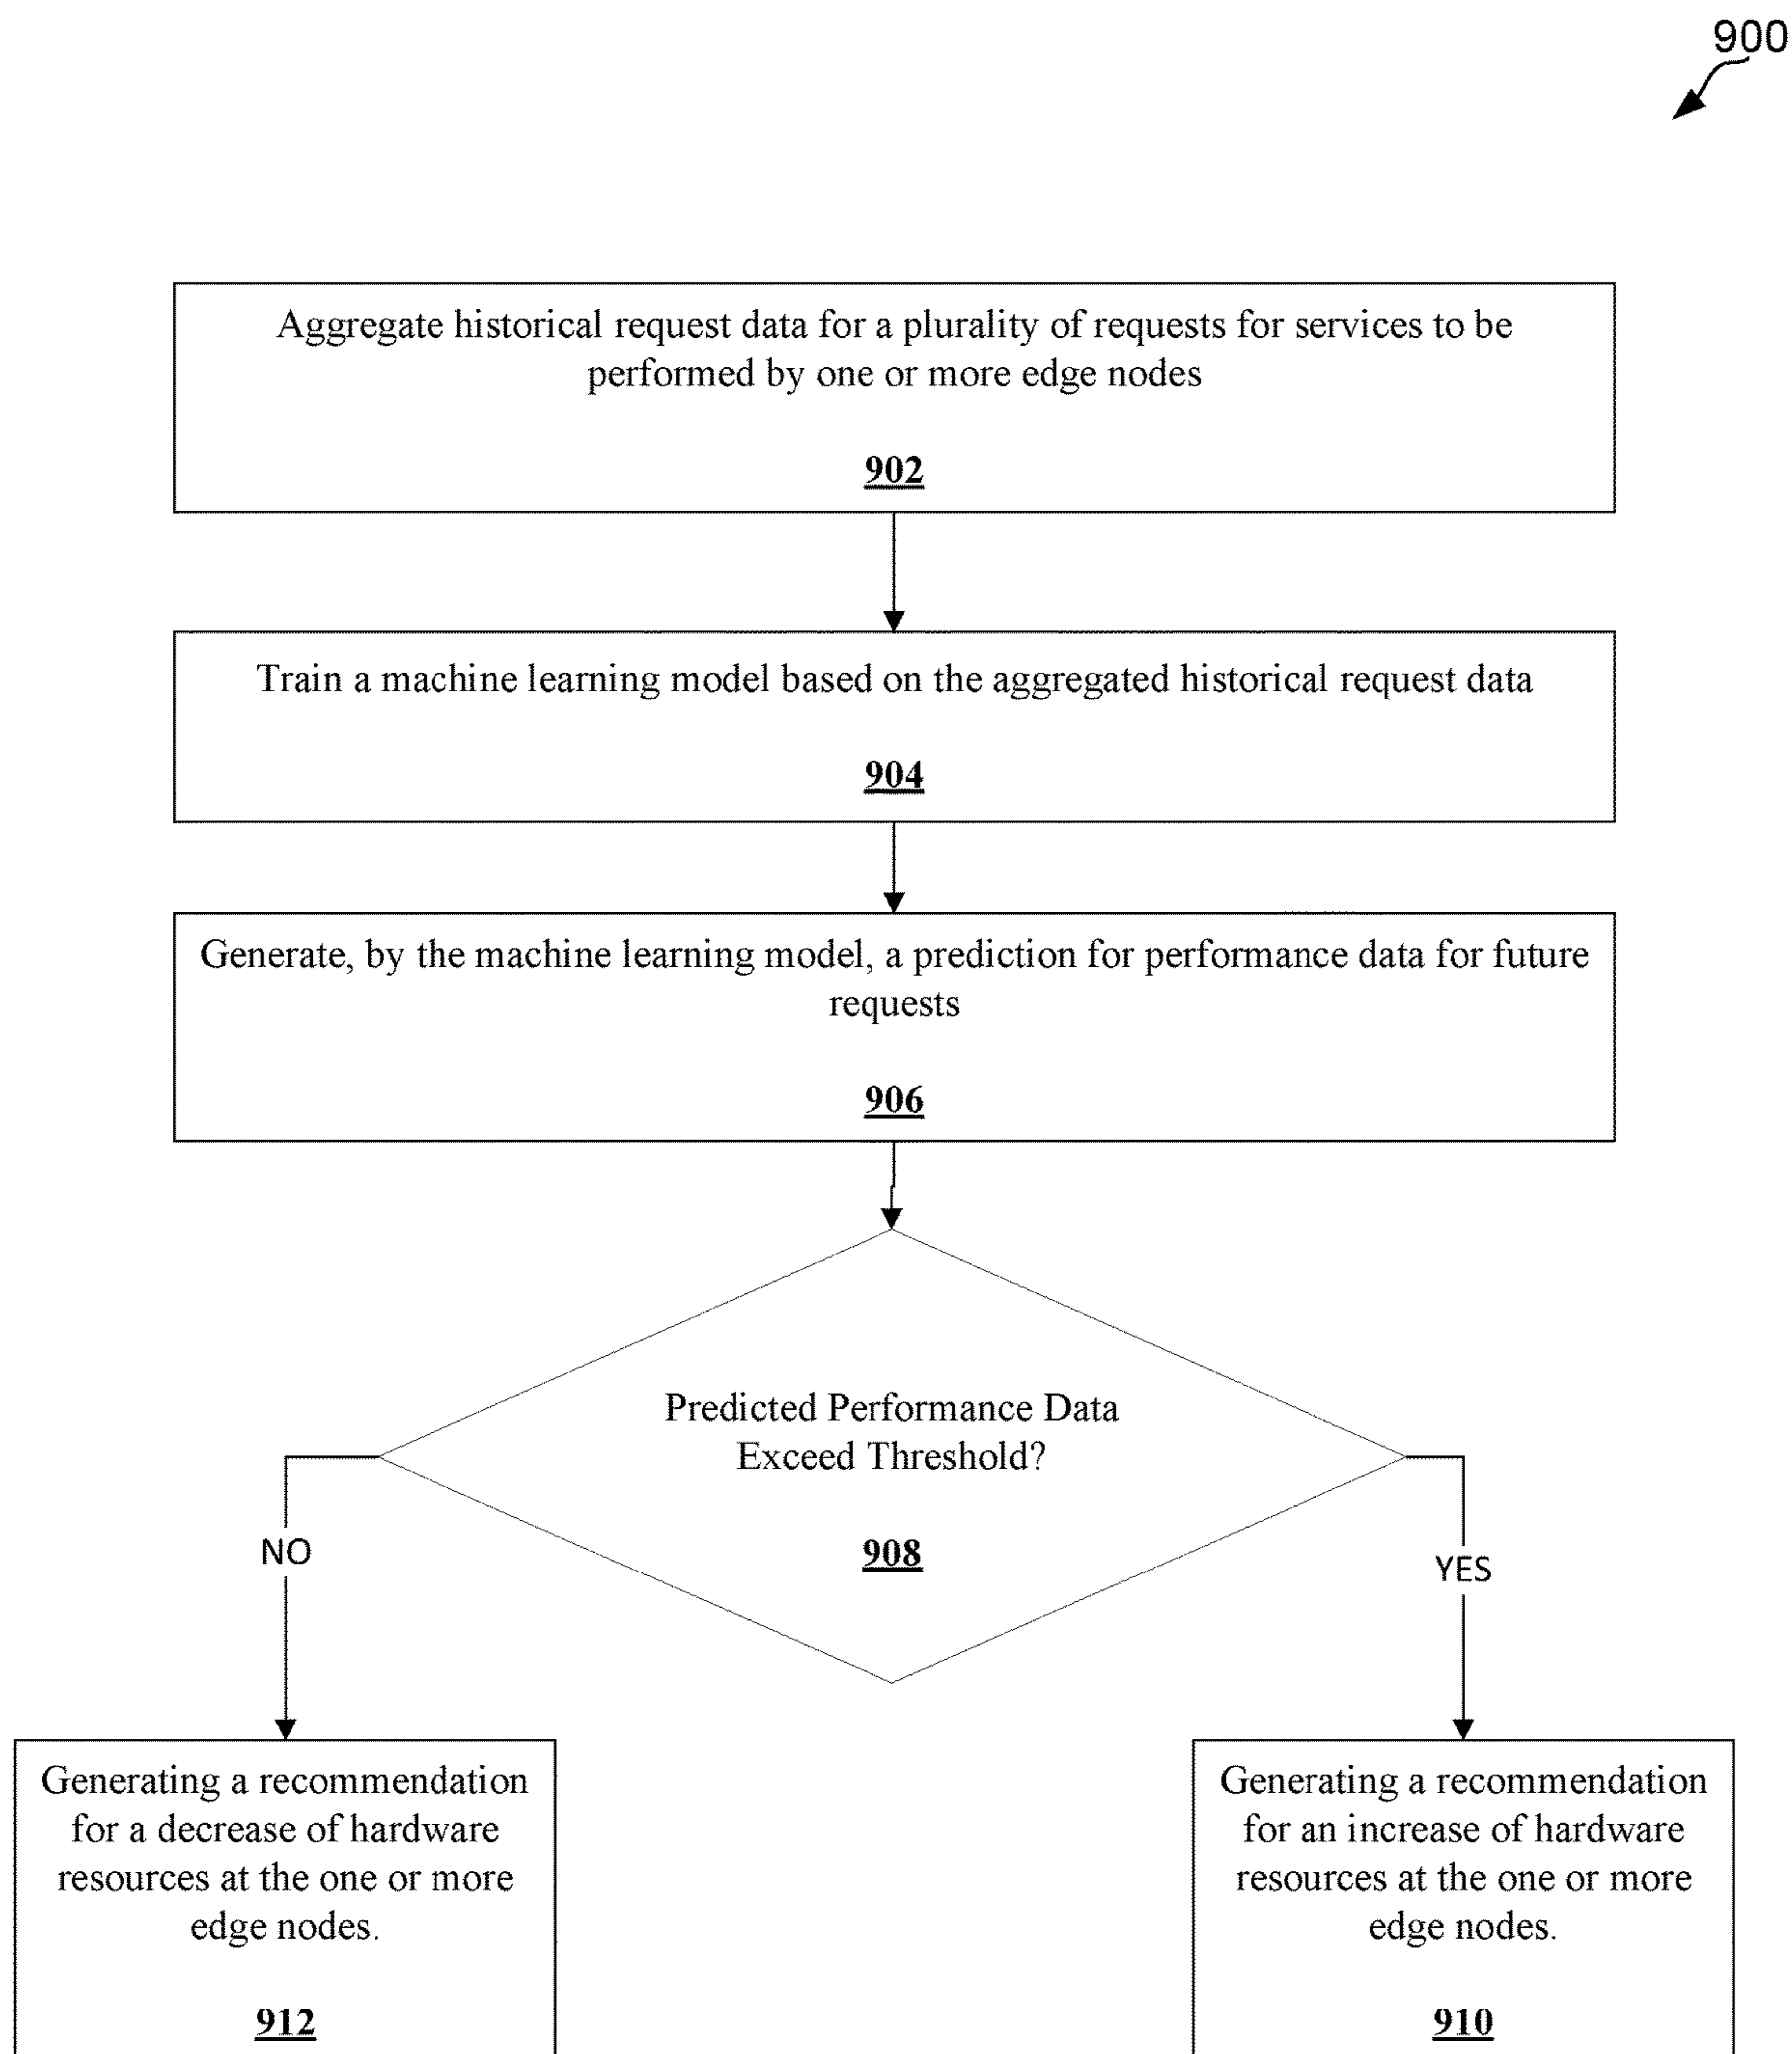 900
Aggregate historical request data for a plurality of requests for services to be
performed by one or more edge nodes
902
Train a machine learning model based on the aggregated historical request data
904
Generate, by the machine learning model, a prediction for performance data for future
requests
906
Predicted Performance Data
Exceed Threshold?
908
NO
YES
Generating a recommendation
for a decrease of hardware
resources at the one or more
edge nodes.
912
Generating a recommendation
for an increase of hardware
resources at the one or more
edge nodes.
910